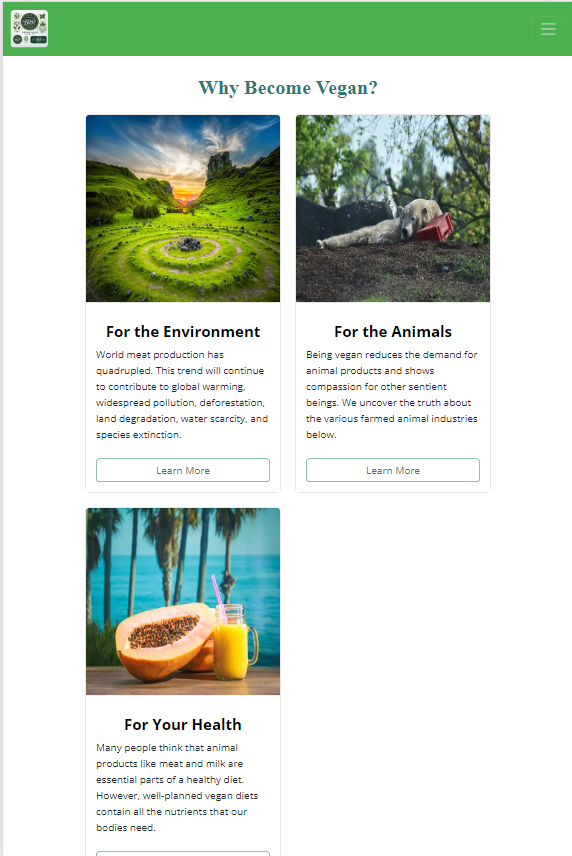 Why Become Vegan?
For the Environment
World meat production has
quadrupled. This trend will continue
to contribute to global warming,
widespread pollution, deforestation,
land degradation, water scarcity, and
species extinction.
Learn More
For the Animals
Being vegan reduces the demand for
animal products and shows
compassion for other sentient
beings. We uncover the truth about
the various farmed animal industries
below.
Learn More
For Your Health
Many people think that animal
products like meat and milk are
essential parts of a healthy diet.
However, well-planned vegan diets
contain all the nutrients that our
bodies need.